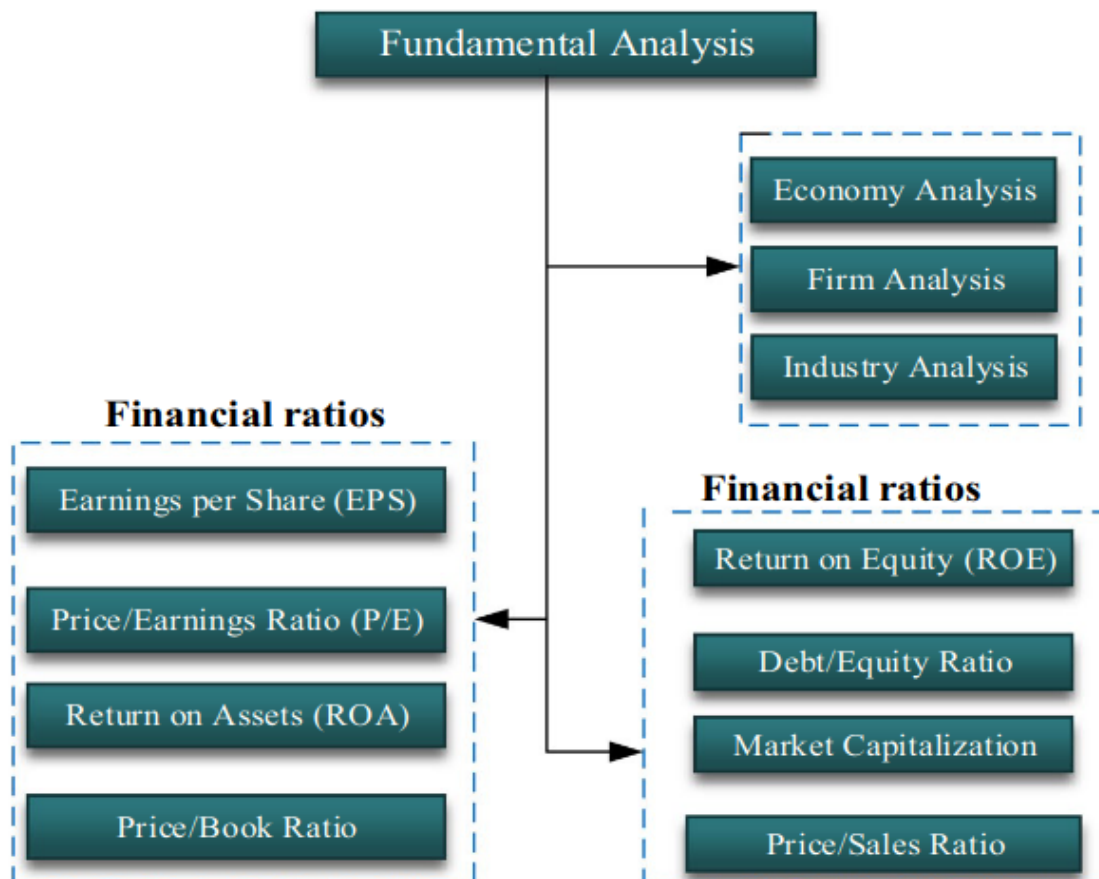 Fundamental Analysis
Economy Analysis
Firm Analysis
Industry Analysis
Financial ratios
Earnings per Share (EPS)
Price/Earnings Ratio (P/E)
Return on Assets (ROA)
Price/Book Ratio
Financial ratios
Return on Equity (ROE)
Debt/Equity Ratio
Market Capitalization
Price/Sales Ratio